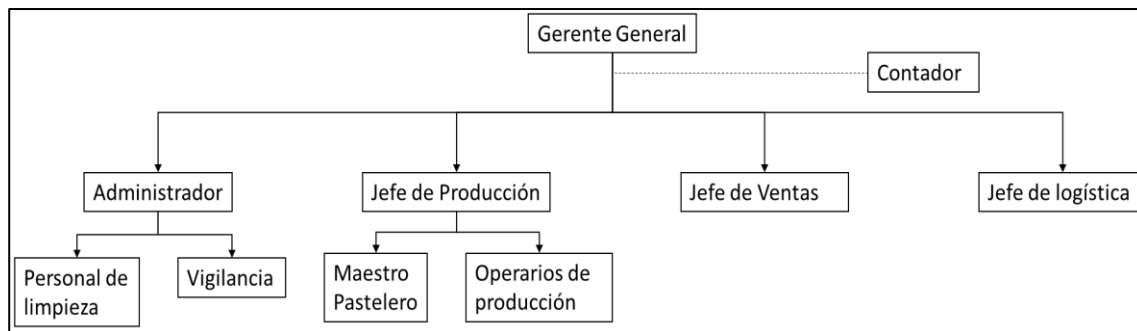 Gerente General
Contador
Administrador
Jefe de Producción
Jefe de Ventas
Jefe de logística
Personal de
limpieza
Vigilancia
Maestro
Pastelero
Operarios de
producción